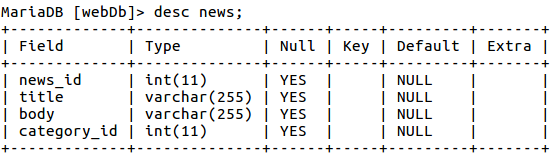 MariaDB [webDb]> desc news;
+-------------+--------------+------+-----+---------+-------+
| Field       | Type         | Null | Key | Default | Extra |
+-------------+--------------+------+-----+---------+-------+
| news_id     | int(11)      | YES  |     | NULL    |       |
| title       | varchar(255) | YES  |     | NULL    |       |
| body        | varchar(255) | YES  |     | NULL    |       |
| category_id | int(11)      | YES  |     | NULL    |       |
+-------------+--------------+------+-----+---------+-------+